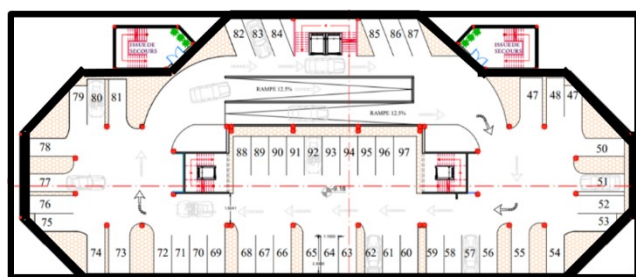 ISSUE DE
SECOURS
82 83 84
85 86 87
ISSUE DE
SECOURS
79 80 81
RAMPE 12.5%
RAMPE 12.5%
47 48 47
78
50
88 89 90 91 92 93 94 95 96 97
77
51
76
52
75
53
74 73 72 71 70 69 68 67 66 65 64 63 62 61 60 59 58 57 56 55 54